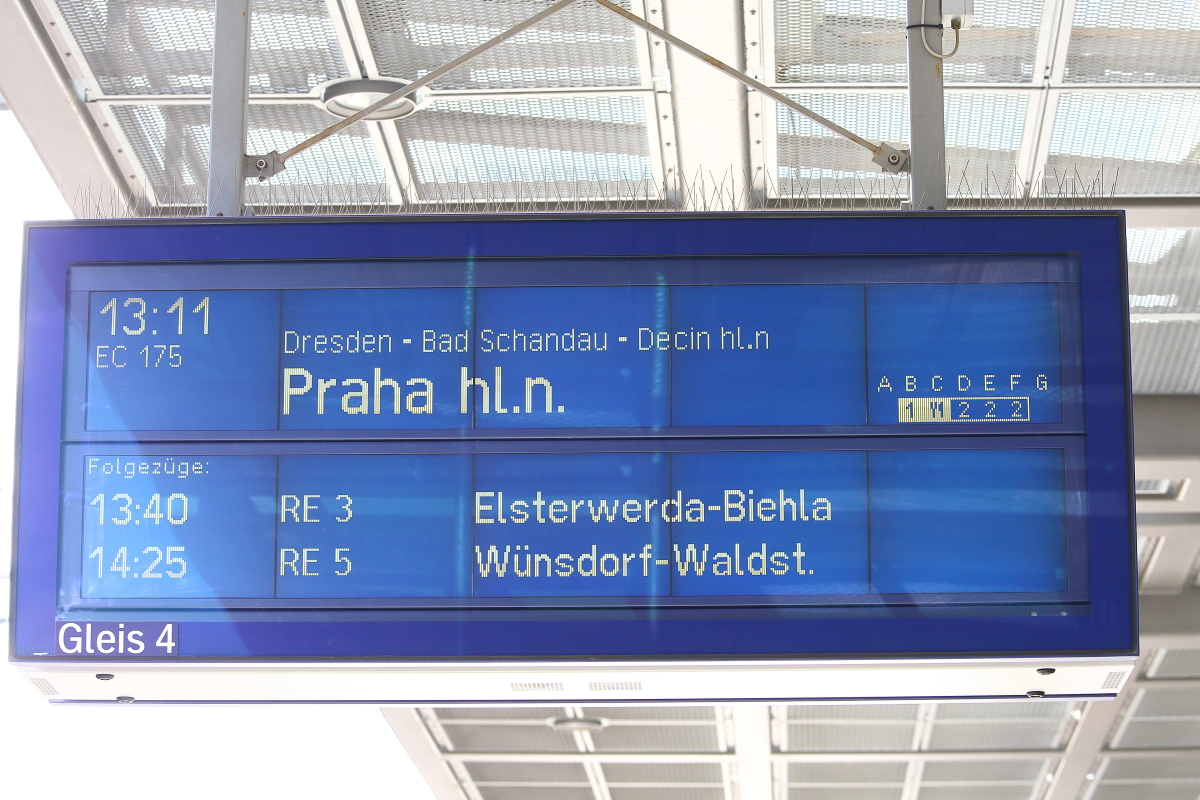 13:11
EC 175
Dresden - Bad Schandau - Decin hl.n
Praha hl.n.
A B C D E F G
1 2 2 2
Folgezüge:
13:40 RE 3 Elsterwerda-Biehla
14:25 RE 5 Wünsdorf-Waldst.
Gleis 4